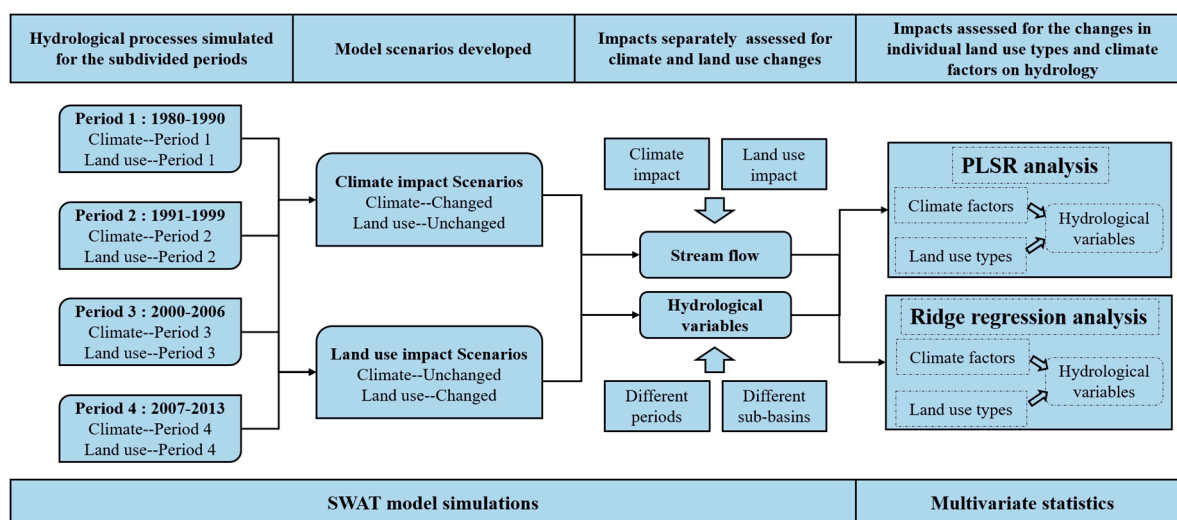 Hydrological processes simulated
for the subdivided periods
Model scenarios developed
Impacts separately assessed for
climate and land use changes
Impacts assessed for the changes in
individual land use types and climate
factors on hydrology
Period 1 : 1980-1990
Climate--Period 1
Land use--Period 1
Period 2 : 1991-1999
Climate--Period 2
Land use--Period 2
Period 3 : 2000-2006
Climate--Period 3
Land use--Period 3
Period 4 : 2007-2013
Climate--Period 4
Land use--Period 4
Climate impact Scenarios
Climate--Changed
Land use--Unchanged
Land use impact Scenarios
Climate--Unchanged
Land use--Changed
Climate
impact
Land use
impact
Stream flow
Hydrological
variables
Different
periods
Different
sub-basins
PLSR analysis
Climate factors
Land use types
Hydrological
variables
Ridge regression analysis
Climate factors
Land use types
Hydrological
variables
SWAT model simulations
Multivariate statistics